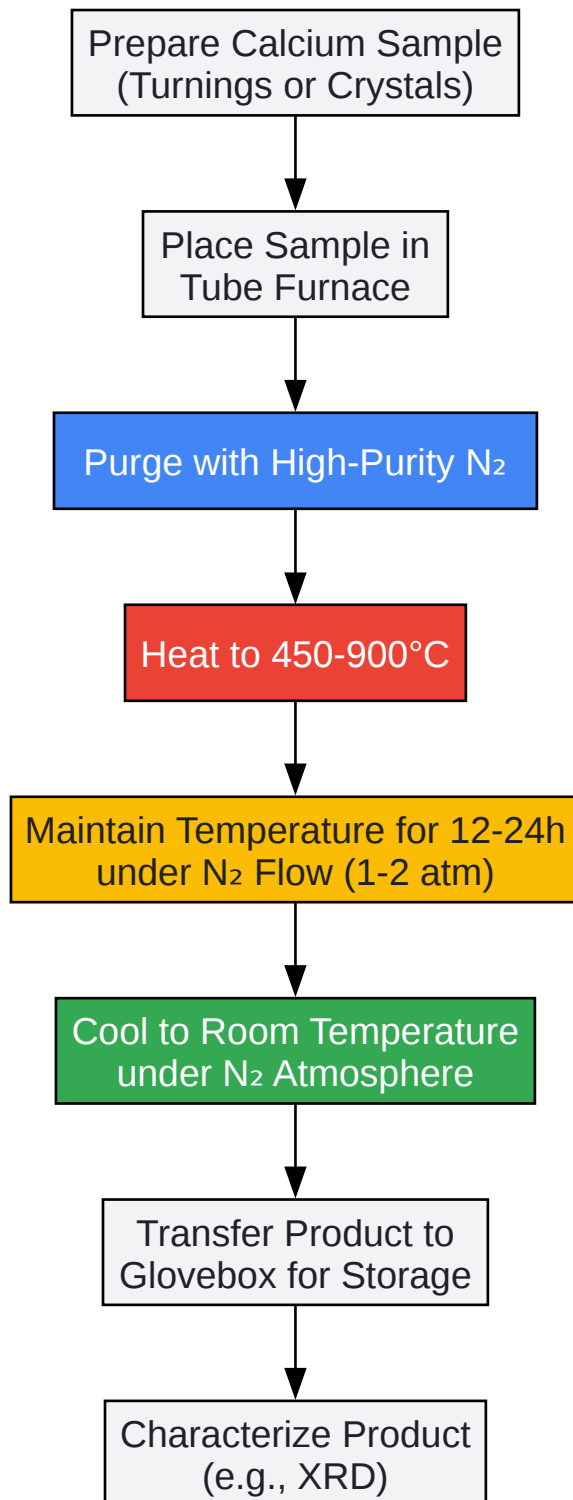 Prepare Calcium Sample
(Turnings or Crystals)
Place Sample in
Tube Furnace
Purge with High-Purity N₂
Heat to 450-900°C
Maintain Temperature for 12-24h
under N₂ Flow (1-2 atm)
Cool to Room Temperature
under N₂ Atmosphere
Transfer Product to
Glovebox for Storage
Characterize Product
(e.g., XRD)